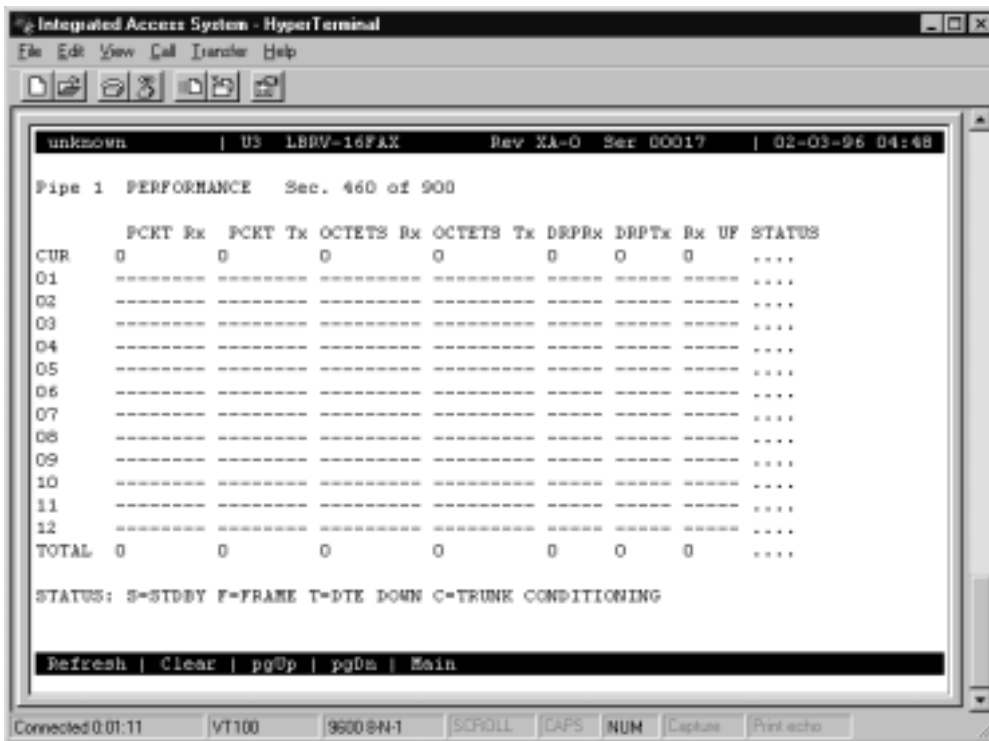 Integrated Access System - HyperTerminal
File Edit View Call Transfer Help
unknown | U3 LBRV-16FAX Rev XA-0 Ser 00017 | 02-03-96 04:48
Pipe 1 PERFORMANCE Sec. 460 of 900
PCKT Rx PCKT Tx OCTETS Rx OCTETS Tx DRPRx DRPTx Rx UF STATUS
CUR 0 0 0 0 0 0 0 ....
01 -------- -------- --------- --------- ----- ----- ----- ....
02 -------- -------- --------- --------- ----- ----- ----- ....
03 -------- -------- --------- --------- ----- ----- ----- ....
04 -------- -------- --------- --------- ----- ----- ----- ....
05 -------- -------- --------- --------- ----- ----- ----- ....
06 -------- -------- --------- --------- ----- ----- ----- ....
07 -------- -------- --------- --------- ----- ----- ----- ....
08 -------- -------- --------- --------- ----- ----- ----- ....
09 -------- -------- --------- --------- ----- ----- ----- ....
10 -------- -------- --------- --------- ----- ----- ----- ....
11 -------- -------- --------- --------- ----- ----- ----- ....
12 -------- -------- --------- --------- ----- ----- ----- ....
TOTAL 0 0 0 0 0 0 0 ....
STATUS: S=STDBY F=FRAME T=DTE DOWN C=TRUNK CONDITIONING
Refresh | Clear | pgUp | pgDn | Main
Connected 0:01:11 VT100 9600 8-N-1 SCROLL CAPS NUM Capture Print echo